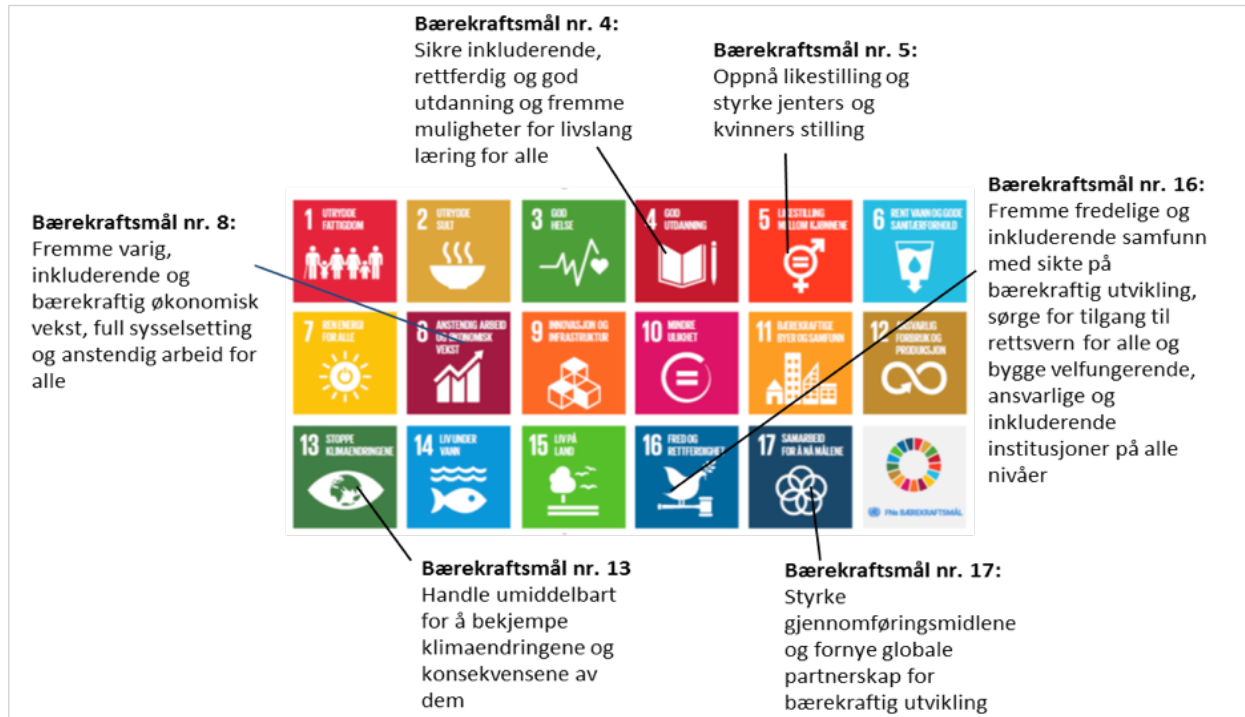 Bærekraftsmål nr. 4:
Sikre inkluderende,
rettferdig og god
utdanning og fremme
muligheter for livslang
læring for alle
Bærekraftsmål nr. 5:
Oppnå likestilling og
styrke jenters og
kvinners stilling
Bærekraftsmål nr. 16:
Fremme fredelige og
inkluderende samfunn
med sikte på
bærekraftig utvikling,
sørge for tilgang til
rettsvern for alle og
bygge velfungerende,
ansvarlige og
inkluderende
institusjoner på alle
nivåer
Bærekraftsmål nr. 8:
Fremme varig,
inkluderende og
bærekraftig økonomisk
vekst, full sysselsetting
og anstendig arbeid for
alle
1 UTRYDDE
FATTIGDOM
2 UTRYDDE
SULT
3 GOD
HELSE
4 GOD
UTDANNING
5 LIKESTILLING
MELLOM KJØNNENE
6 RENT VANN OG GODE
SANITÆRFORHOLD
7 REN ENERGI
FOR ALLE
8 ANSTENDIG ARBEID
OG ØKONOMISK
VEKST
9 INNOVASJON OG
INFRASTRUKTUR
10 MINDRE
ULIKHET
11 BÆREKRAFTIGE
BYER OG SAMFUNN
12 ANSVARLIG
FORBRUK OG
PRODUKSJON
13 STOPPE
KLIMAENDRINGENE
14 LIV UNDER
VANN
15 LIV PÅ
LAND
16 FRED OG
RETTFERDIGHET
17 SAMARBEID
FOR Å NÅ MÅLENE
FNs BÆREKRAFTSMÅL
Bærekraftsmål nr. 13
Handle umiddelbart
for å bekjempe
klimaendringene og
konsekvensene av
dem
Bærekraftsmål nr. 17:
Styrke
gjennomføringsmidlene
og fornye globale
partnerskap for
bærekraftig utvikling